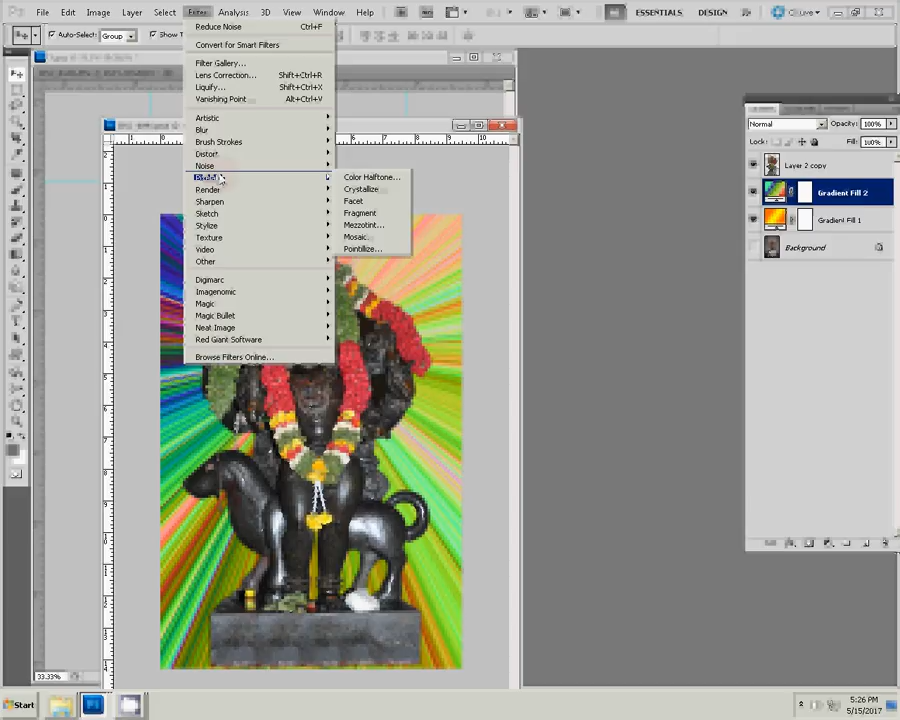 File Edit Image Layer Select Filter Analysis 3D View Window Help ESSENTIALS DESIGN
Auto-Select: Group
Reduce Noise Ctrl+F
Convert for Smart Filters
Filter Gallery...
Lens Correction... Shift+Ctrl+R
Liquify... Shift+Ctrl+X
Vanishing Point Alt+Ctrl+V
Artistic
Blur
Brush Strokes
Distort
Noise
Render
Sharpen
Sketch
Stylize
Texture
Video
Other
Digimarc
Imagenomic
Magic
Magic Bullet
Neat Image
Red Giant Software
Browse Filters Online...
Color Halftone...
Crystallize
Facet
Fragment
Mezzotint...
Mosaic
Pointillize...
Normal Opacity: 100%
Lock: Fill: 100%
Layer 2 copy
Gradient Fill 2
Gradient Fill 1
Background
33.33%
Start
5:26 PM
5/15/2017